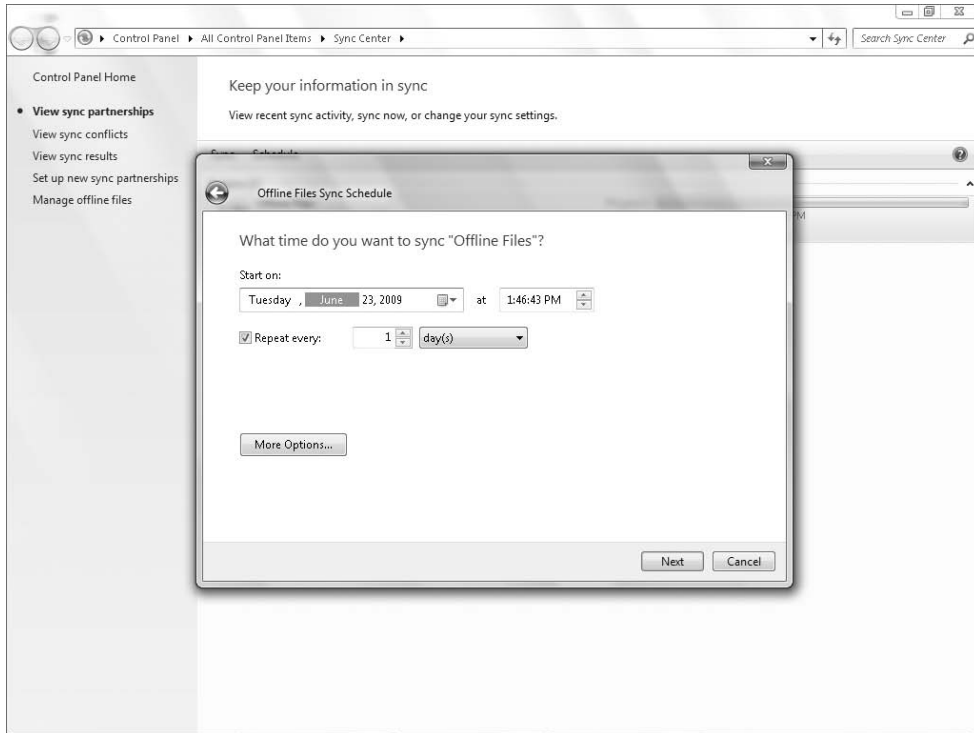 Control Panel ▸ All Control Panel Items ▸ Sync Center ▸
Search Sync Center
Control Panel Home
View sync partnerships
View sync conflicts
View sync results
Set up new sync partnerships
Manage offline files
Keep your information in sync
View recent sync activity, sync now, or change your sync settings.
Schedule
Offline Files Sync Schedule
What time do you want to sync "Offline Files"?
Start on:
Tuesday , June 23, 2009 at 1:46:43 PM
Repeat every: 1 day(s)
More Options...
Next Cancel